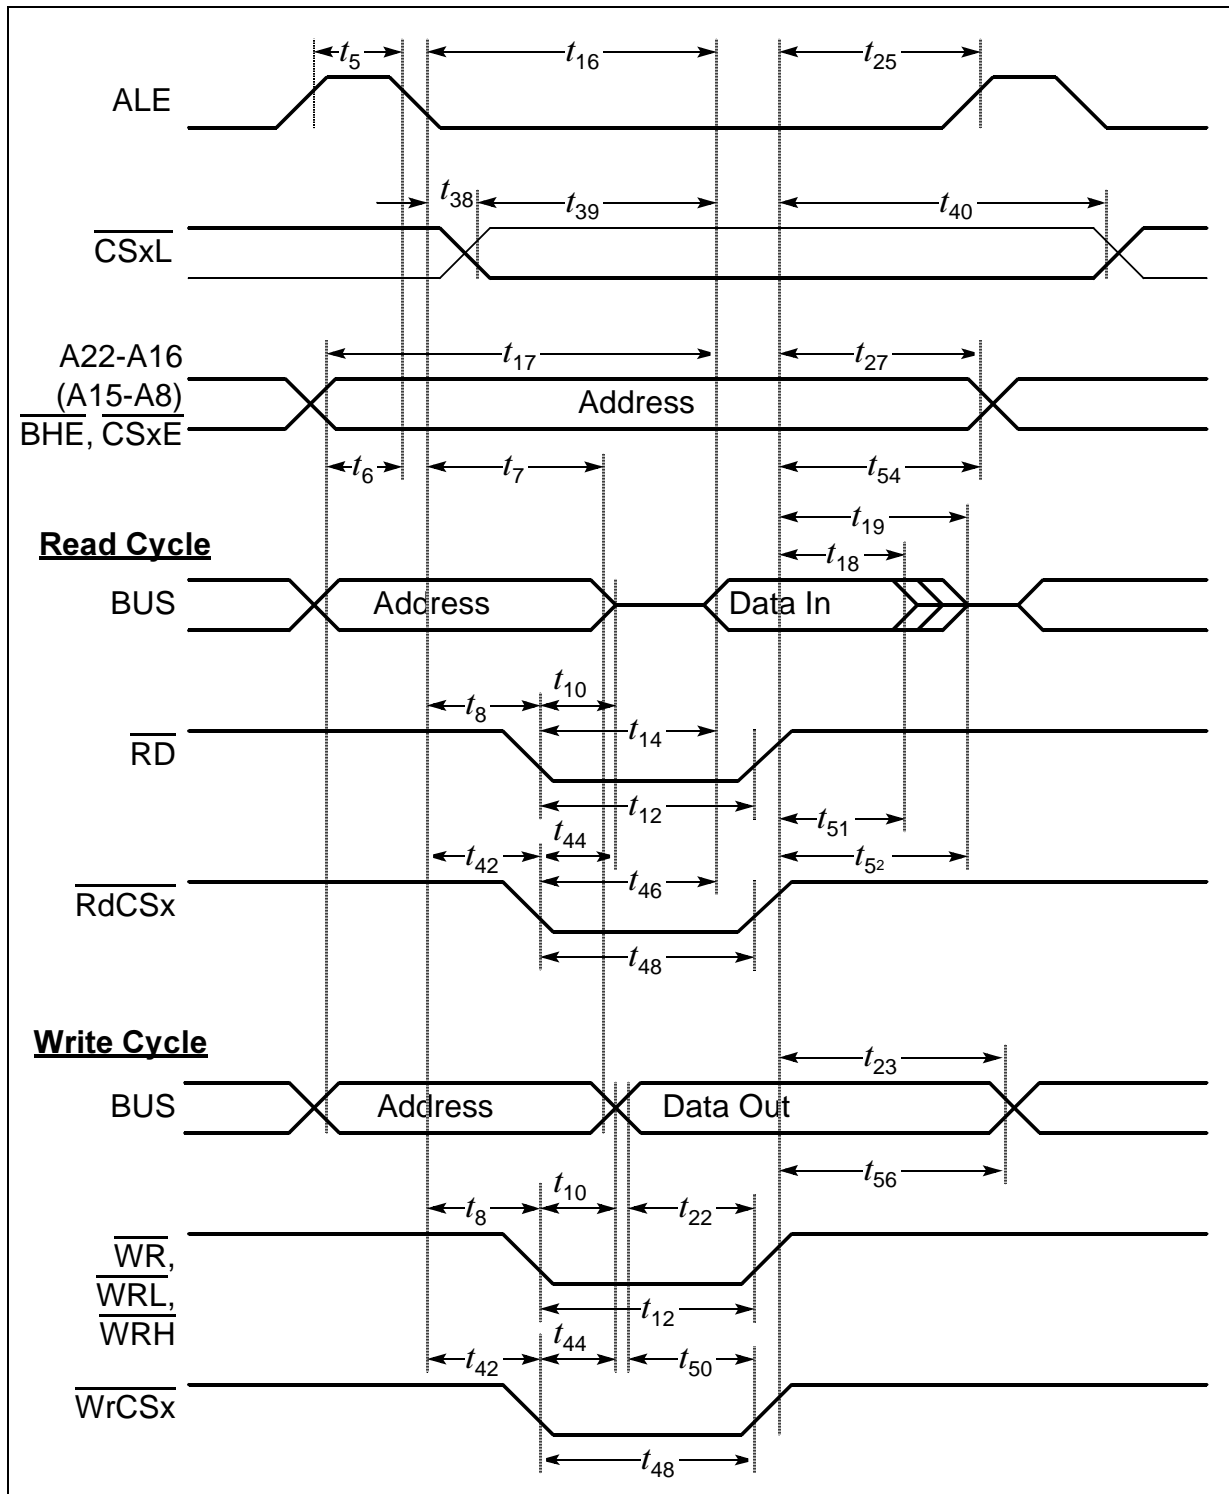 t5 t16 t25
ALE
t38 t39 t40
CSxL
A22-A16 t17 t27
(A15-A8) Address
BHE, CSxE
t6 t7 t54
t19
Read Cycle
t18
BUS Address Data In
t10
t8
t14
RD
t12 t51
t44
t42 t52
t46
RdCSx
t48
Write Cycle
t23
BUS Address Data Out
t56
t10
t8 t22
WR,
WRL,
t12
WRH
t44
t42 t50
WrCSx
t48